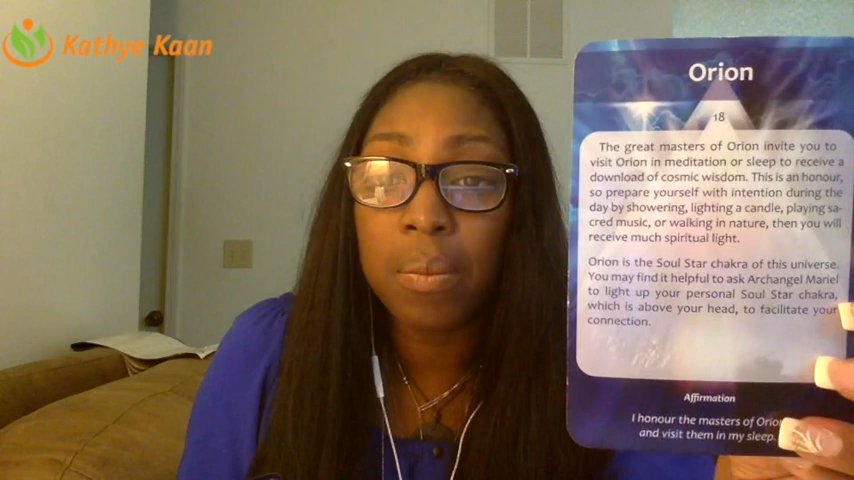 Kathye Kaan
Orion
18
The great masters of Orion invite you to
visit Orion in meditation or sleep to receive a
download of cosmic wisdom. This is an honour,
so prepare yourself with intention during the
day by showering, lighting a candle, playing sa-
cred music, or walking in nature, then you will
receive much spiritual light.
Orion is the Soul Star chakra of this universe.
You may find it helpful to ask Archangel Mariel
to light up your personal Soul Star chakra,
which is above your head, to facilitate your
connection.
Affirmation
I honour the masters of Orion
and visit them in my sleep.